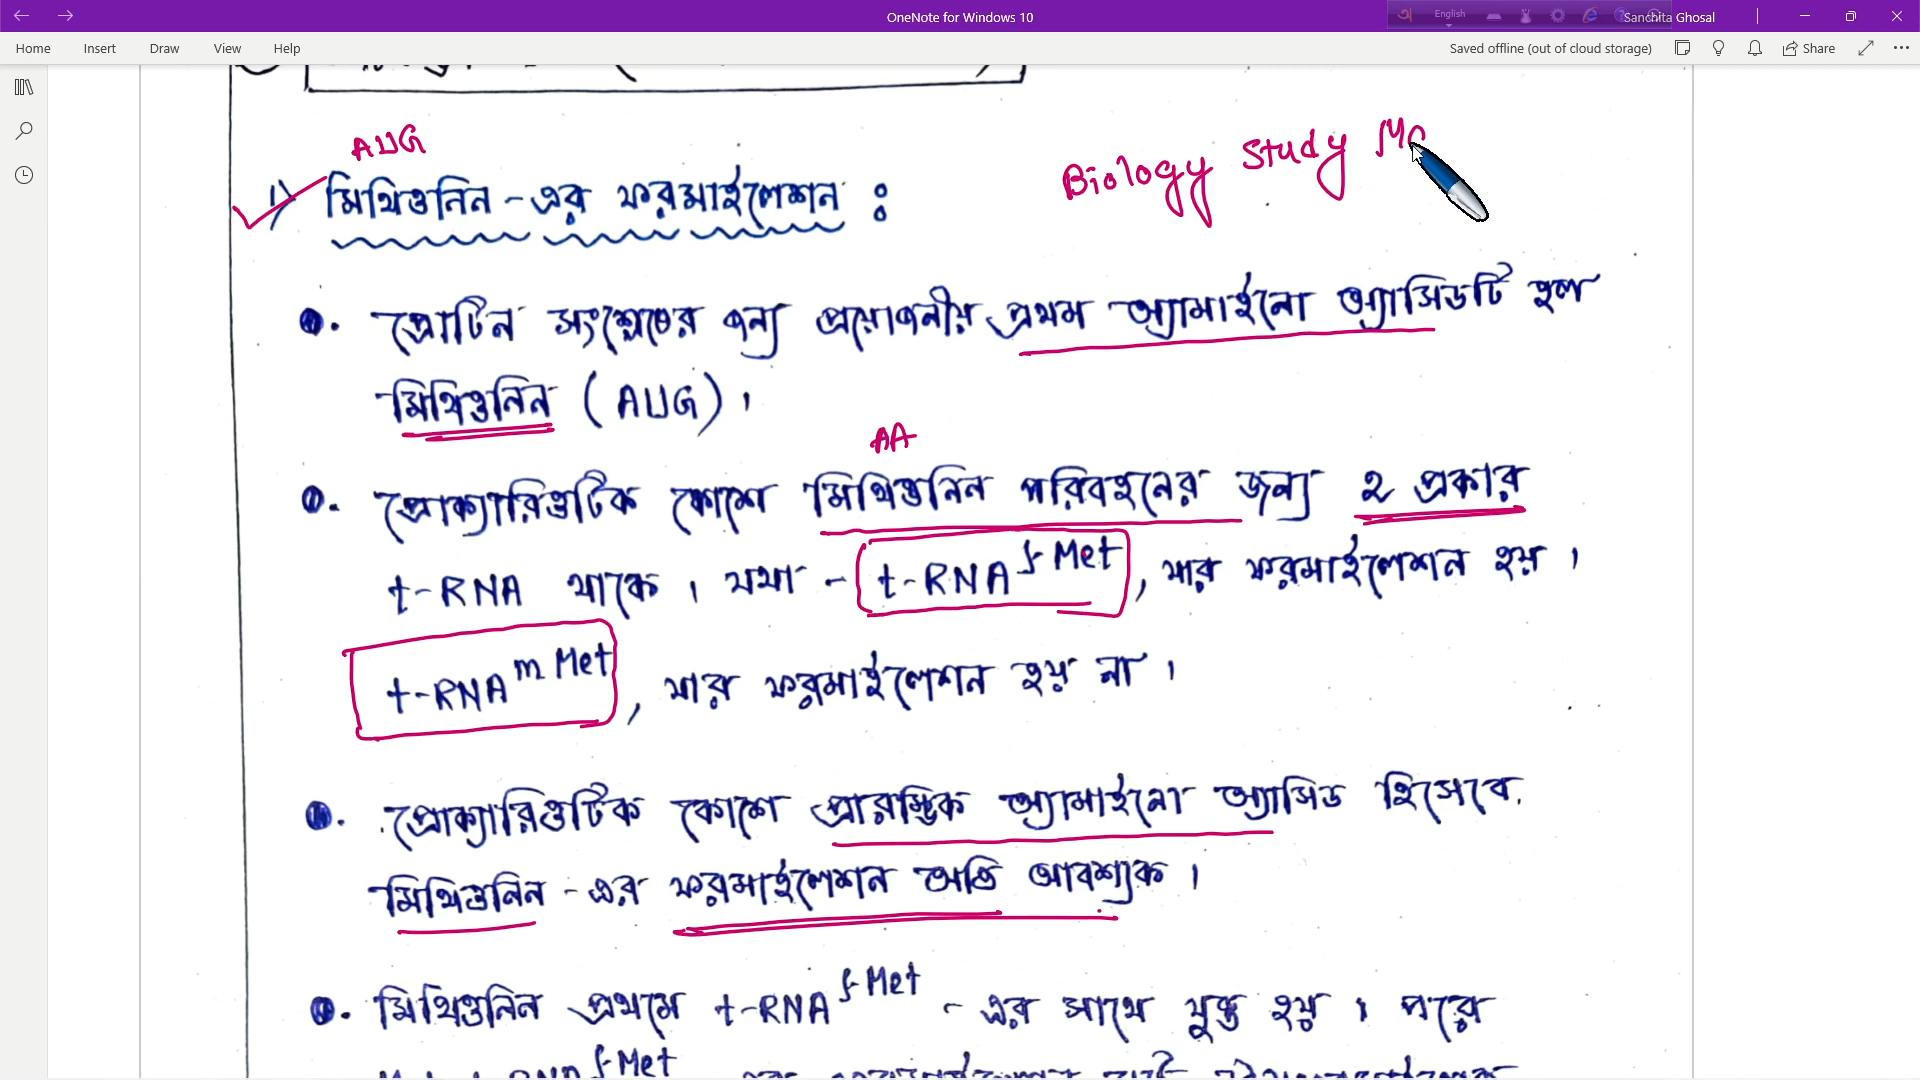 OneNote for Windows 10
English
Sanchita Ghosal
Home Insert Draw View Help
Saved offline (out of cloud storage)
Share
AUG
Biology Study Ma
1) মিথিওনিন -এর ফরমাইলেশন :
প্রোটিন সংশ্লেষের জন্য প্রয়োজনীয় প্রথম অ্যামাইনো অ্যাসিডটি হল
মিথিওনিন (AUG)।
AA
প্রোক্যারিওটিক কোশে মিথিওনিন পরিবহনের জন্য ২ প্রকার
t-RNA থাকে। যথা - t-RNA^f-Met, যার ফরমাইলেশন হয়।
t-RNA^m Met, যার ফরমাইলেশন হয় না।
প্রোক্যারিওটিক কোশে প্রারম্ভিক অ্যামাইনো অ্যাসিড হিসেবে
মিথিওনিন -এর ফরমাইলেশন অতি আবশ্যক।
মিথিওনিন প্রথমে t-RNA^f-Met -এর সাথে যুক্ত হয়। পরে